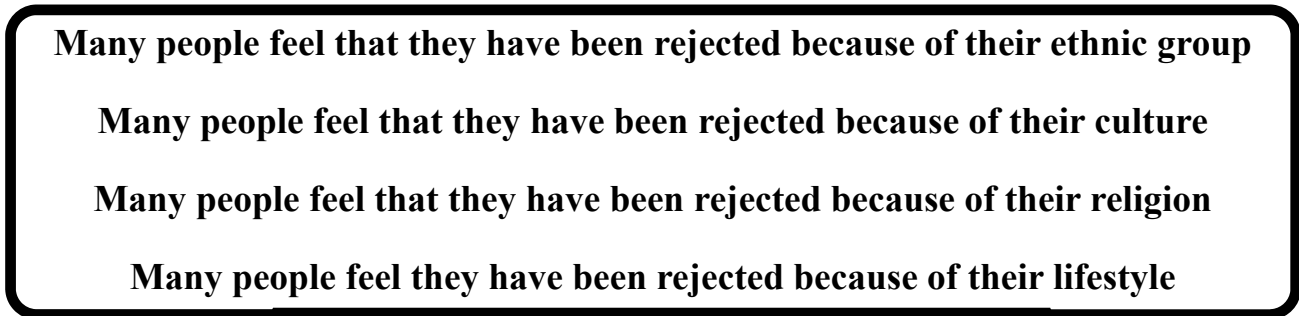 Many people feel that they have been rejected because of their ethnic group
Many people feel that they have been rejected because of their culture
Many people feel that they have been rejected because of their religion
Many people feel they have been rejected because of their lifestyle